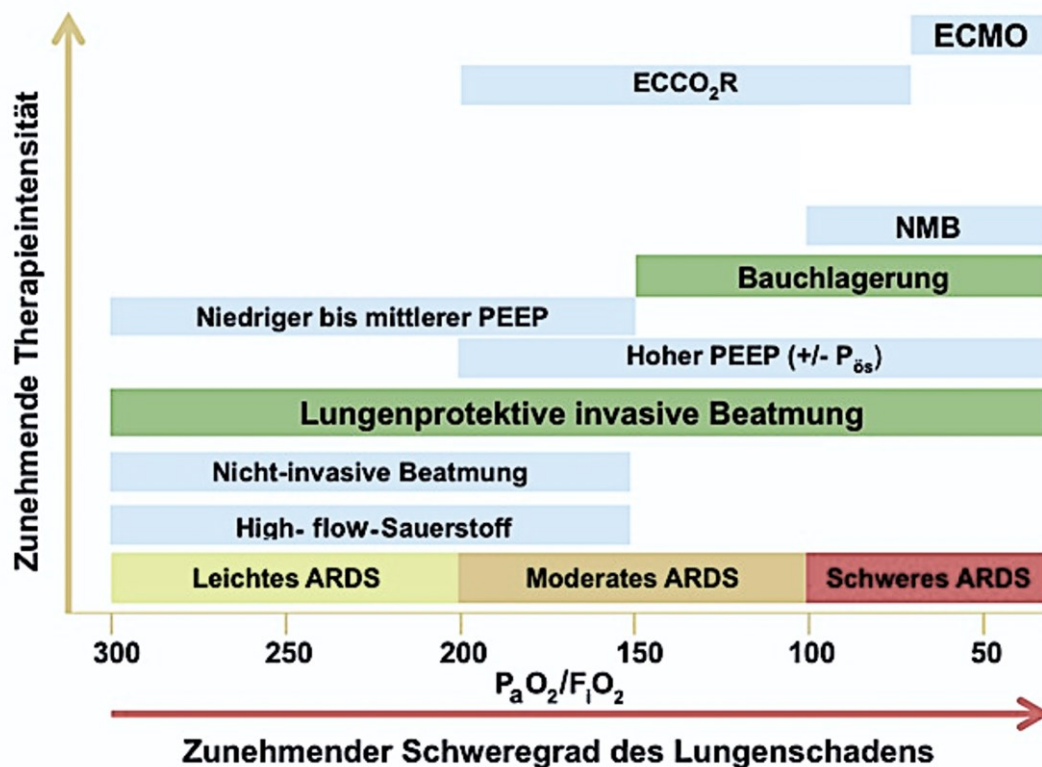 Zunehmende Therapieintensität
ECMO
ECCO₂R
NMB
Bauchlagerung
Niedriger bis mittlerer PEEP
Hoher PEEP (+/- Pös)
Lungenprotektive invasive Beatmung
Nicht-invasive Beatmung
High- flow-Sauerstoff
Leichtes ARDS Moderates ARDS Schweres ARDS
300 250 200 150 100 50
PaO₂/FiO₂
Zunehmender Schweregrad des Lungenschadens